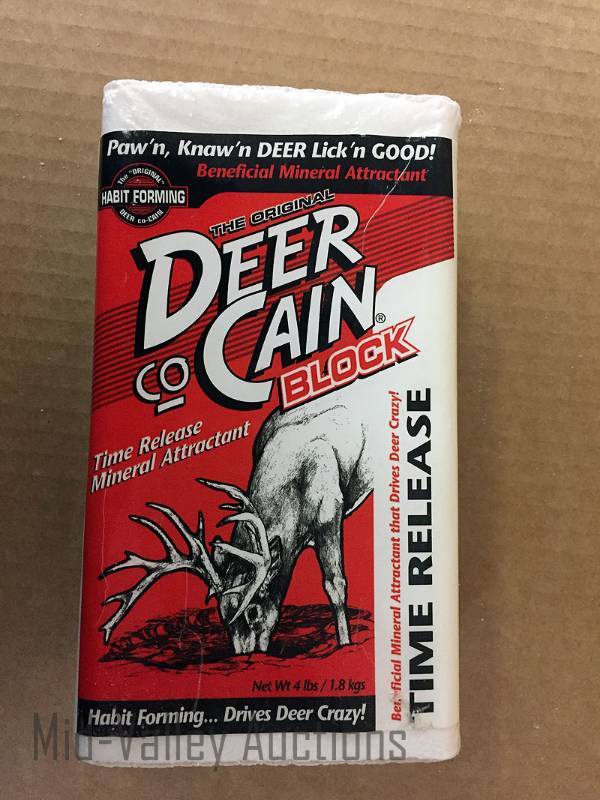 Paw'n, Knaw'n DEER Lick'n GOOD!
Beneficial Mineral Attractant
The "ORIGINAL"
HABIT FORMING
DEER CO-CAIN
THE ORIGINAL
DEER
CO CAIN®
BLOCK
Time Release
Mineral Attractant
Beneficial Mineral Attractant that Drives Deer Crazy!
TIME RELEASE
Net Wt 4 lbs / 1.8 kgs
Habit Forming... Drives Deer Crazy!
Mid-Valley Auctions